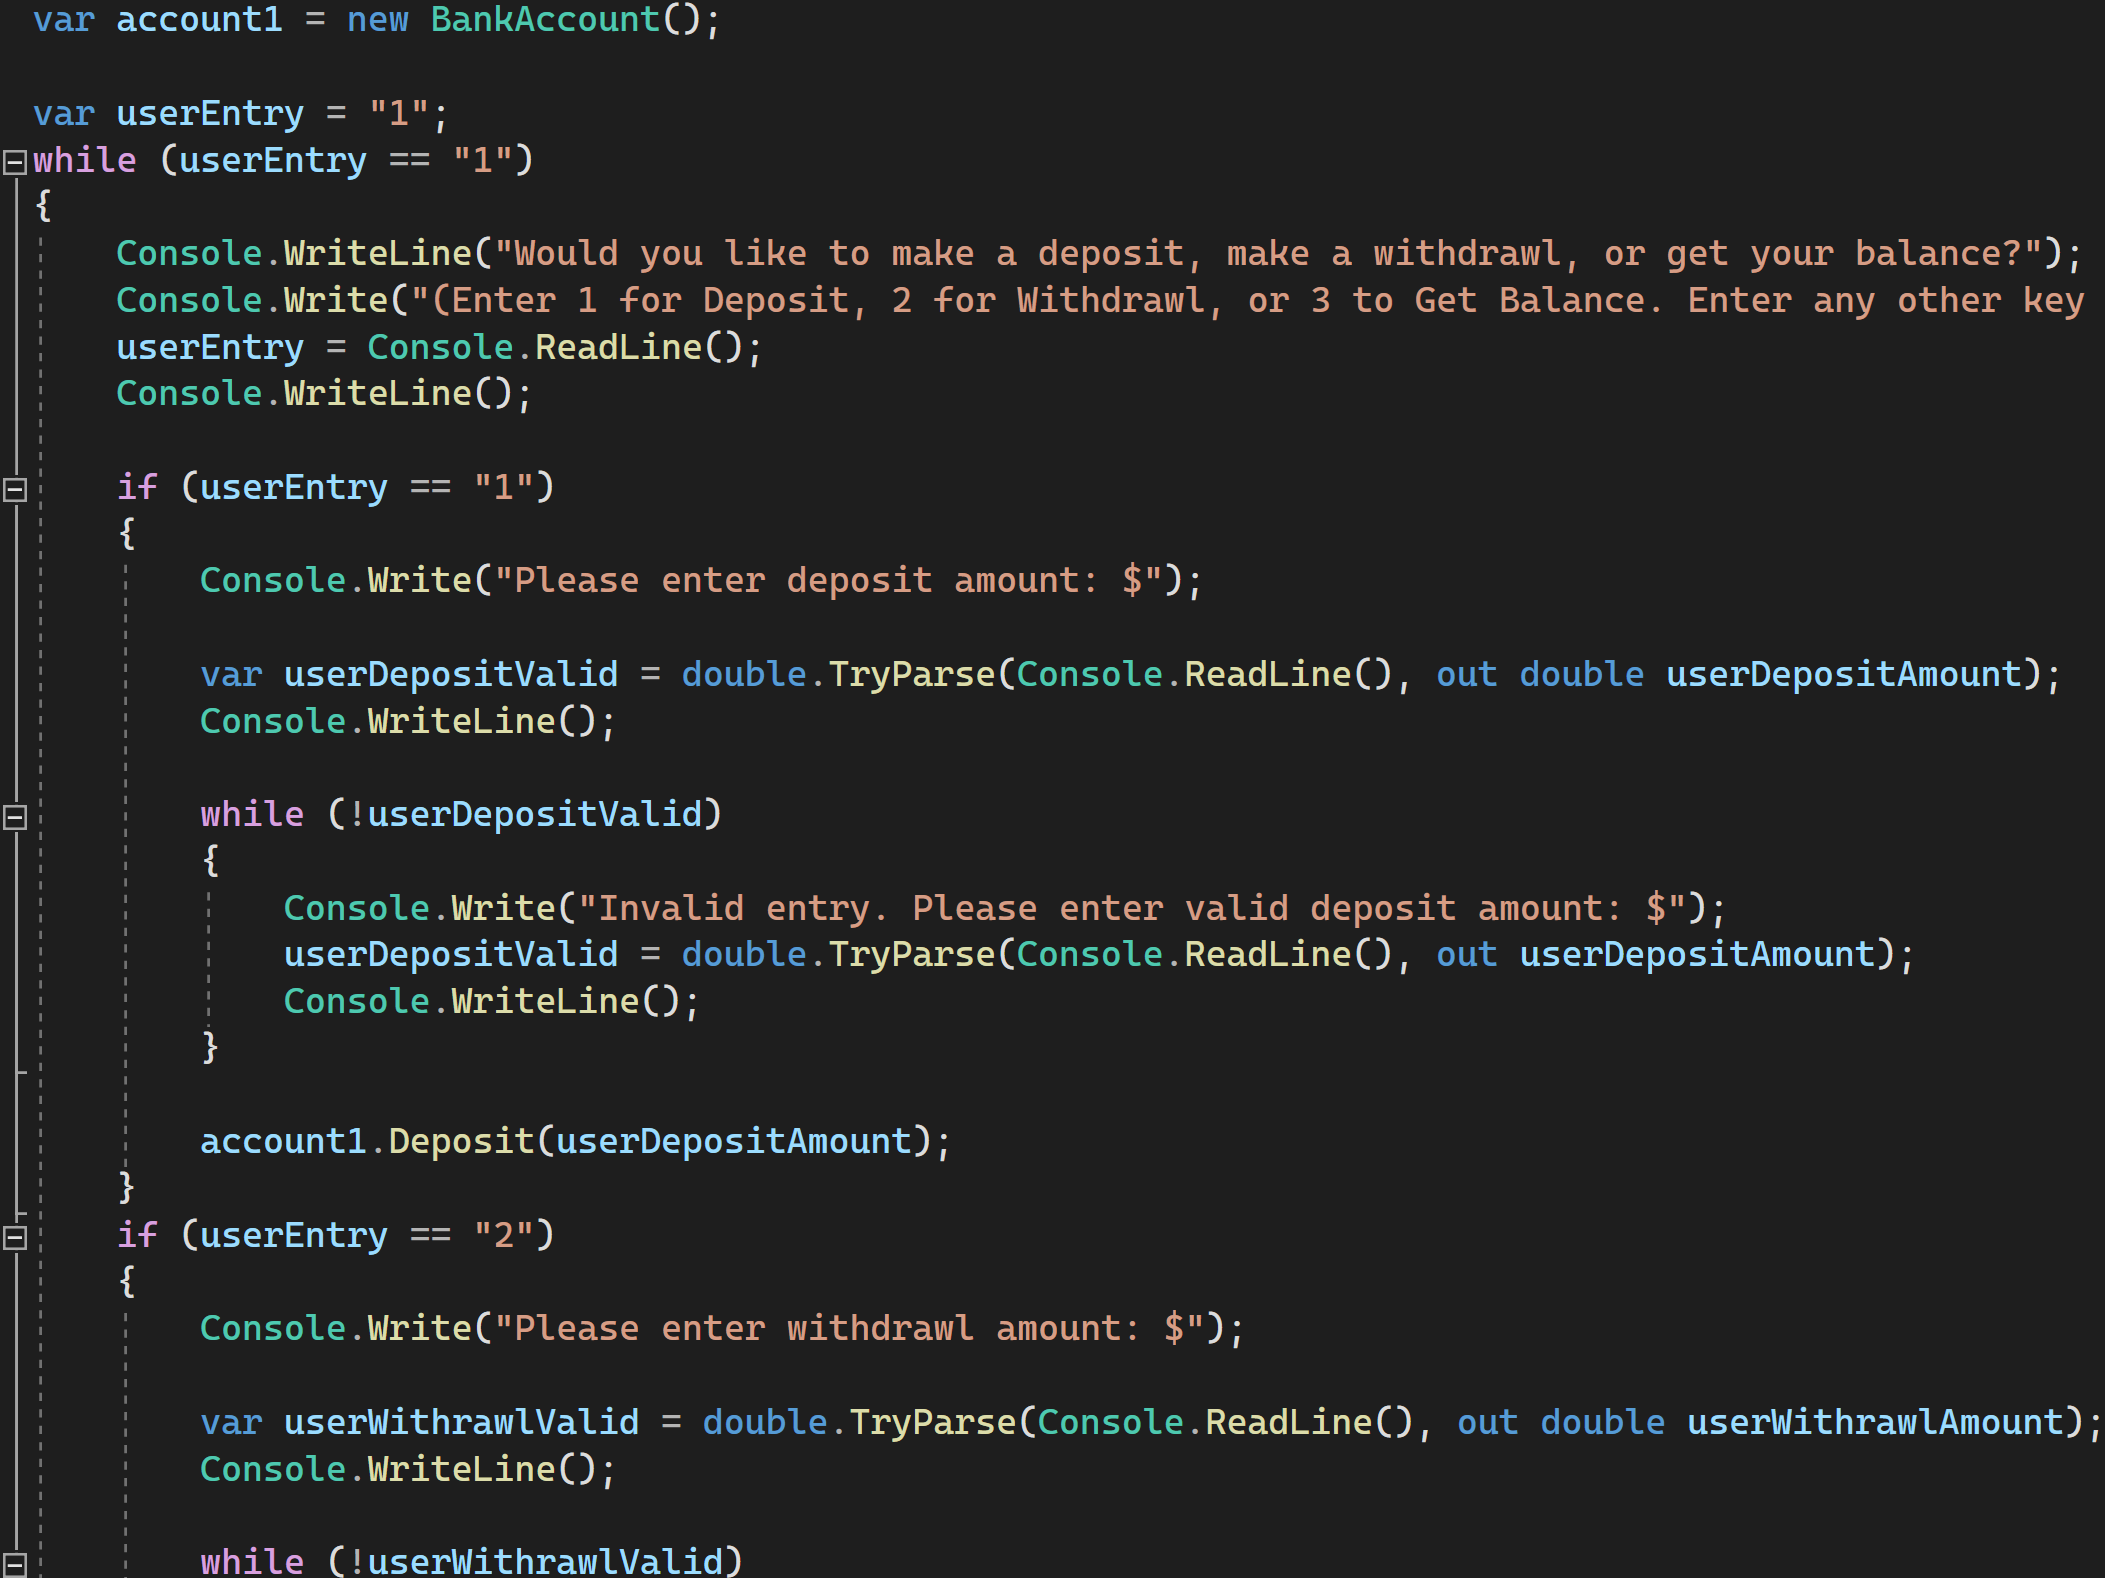 var account1 = new BankAccount();
var userEntry = "1";
while (userEntry == "1")
{
Console.WriteLine("Would you like to make a deposit, make a withdrawl, or get your balance?");
Console.Write("(Enter 1 for Deposit, 2 for Withdrawl, or 3 to Get Balance. Enter any other key
userEntry = Console.ReadLine();
Console.WriteLine();
if (userEntry == "1")
{
Console.Write("Please enter deposit amount: $");
var userDepositValid = double.TryParse(Console.ReadLine(), out double userDepositAmount);
Console.WriteLine();
while (!userDepositValid)
{
Console.Write("Invalid entry. Please enter valid deposit amount: $");
userDepositValid = double.TryParse(Console.ReadLine(), out userDepositAmount);
Console.WriteLine();
}
account1.Deposit(userDepositAmount);
}
if (userEntry == "2")
{
Console.Write("Please enter withdrawl amount: $");
var userWithrawlValid = double.TryParse(Console.ReadLine(), out double userWithrawlAmount);
Console.WriteLine();
while (!userWithrawlValid)